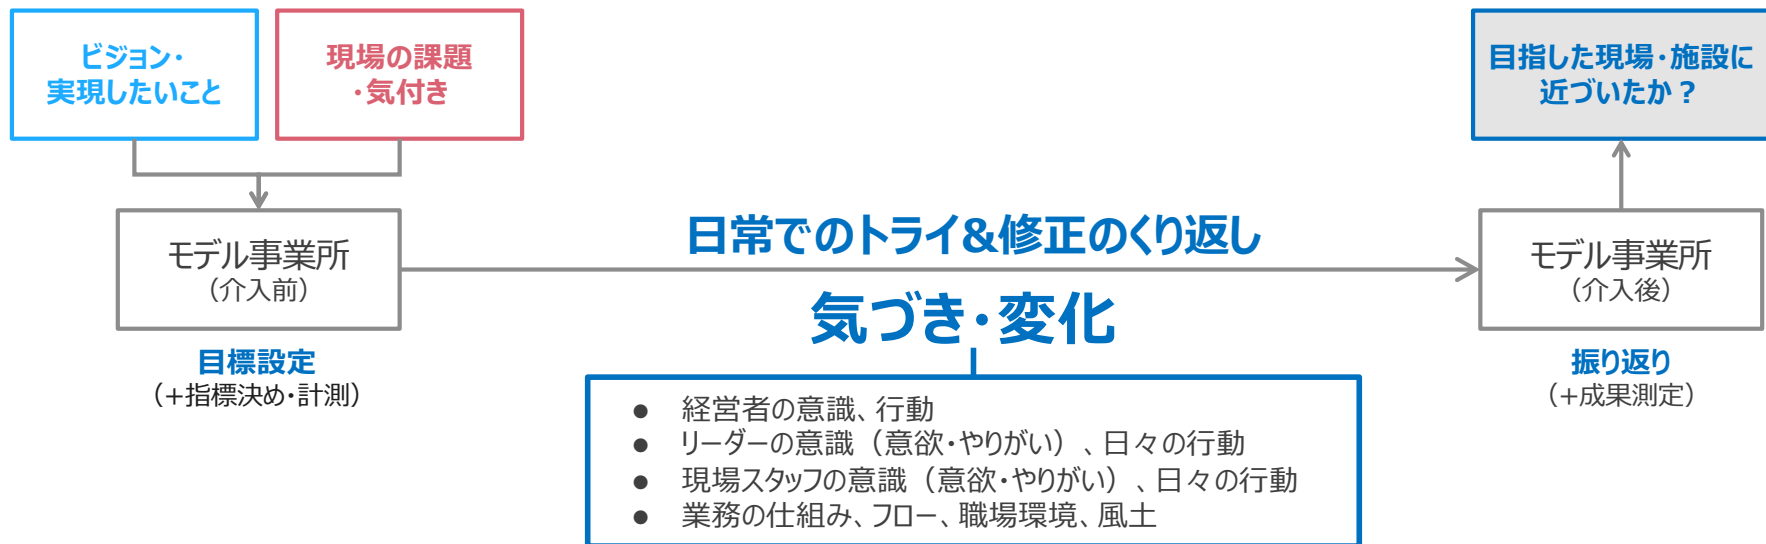 ビジョン・
実現したいこと
現場の課題
・気付き
目指した現場・施設に
近づいたか？
モデル事業所
（介入前）
日常でのトライ&修正のくり返し
気づき・変化
モデル事業所
（介入後）
目標設定
（+指標決め・計測）
振り返り
（+成果測定）
● 経営者の意識、行動
● リーダーの意識（意欲・やりがい）、日々の行動
● 現場スタッフの意識（意欲・やりがい）、日々の行動
● 業務の仕組み、フロー、職場環境、風土